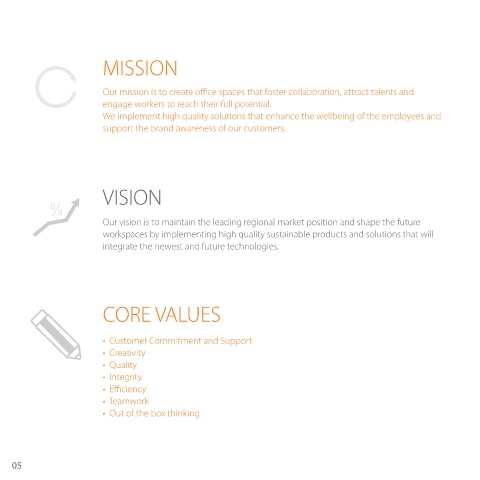 MISSION
Our mission is to create office spaces that foster collaboration, attract talents and
engage workers to reach their full potential.
We implement high quality solutions that enhance the wellbeing of the employees and
support the brand awareness of our customers.
%
VISION
Our vision is to maintain the leading regional market position and shape the future
workspaces by implementing high quality sustainable products and solutions that will
integrate the newest and future technologies.
CORE VALUES
• Customer Commitment and Support
• Creativity
• Quality
• Integrity
• Efficiency
• Teamwork
• Out of the box thinking
05